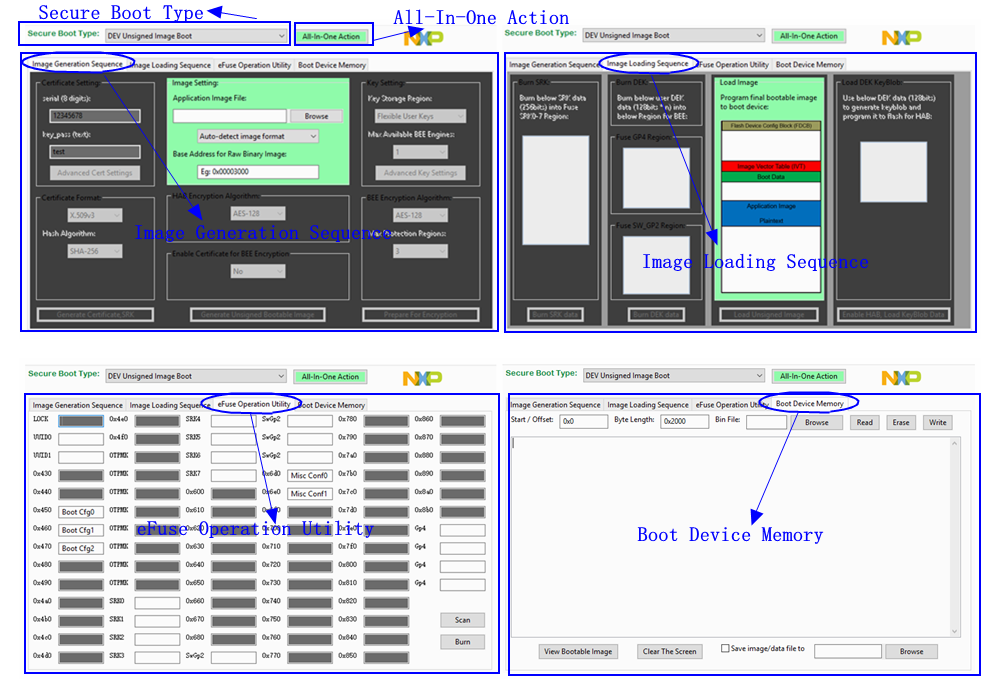 Secure Boot Type
All-In-One Action
Secure Boot Type:
DEV Unsigned Image Boot
All-In-One Action
NXP
Image Generation Sequence
Image Loading Sequence
eFuse Operation Utility
Boot Device Memory
Certificate Setting:
serial (8 digits):
12345678
key_pass (text):
test
Advanced Cert Settings
Image Setting:
Application Image File:
Browse
Auto-detect image format
Base Address for Raw Binary Image:
Eg: 0x00003000
Key Setting:
Key Storage Region:
Flexible User Keys
Max Available BEE Engines:
1
Advanced Key Settings
Certificate Format:
X.509v3
Hash Algorithm:
SHA-256
HAB Encryption Algorithm:
AES-128
Enable Certificate for BEE Encryption
No
BEE Encryption Algorithm:
AES-128
3
Image Generation Sequence
Generate Certificate,SRK
Generate Unsigned Bootable Image
Prepare For Encryption
Secure Boot Type:
DEV Unsigned Image Boot
All-In-One Action
NXP
Image Generation Sequence
Image Loading Sequence
eFuse Operation Utility
Boot Device Memory
Burn SRK:
Burn below SRK data
(256bits) into Fuse
SRK0-7 Region:
Burn DEK:
Burn below user DEK
data (128bits * n) into
below Region for BEE:
Fuse GP4 Region:
Fuse SW_GP2 Region:
Load Image
Program final bootable image
to boot device:
Flash Device Config Block (FDCB)
Image Vector Table (IVT)
Boot Data
Application Image
Plaintext
Load DEK KeyBlob:
Use below DEK data (128bits)
to generate keyblob and
program it to flash for HAB:
Image Loading Sequence
Burn SRK data
Burn DEK data
Load Unsigned Image
Enable HAB, Load KeyBlob Data
Secure Boot Type:
DEV Unsigned Image Boot
All-In-One Action
NXP
Image Generation Sequence
Image Loading Sequence
eFuse Operation Utility
Boot Device Memory
LOCK 0x4e0 SRK4 SwGp2 0x780 0x860
UUID0 0x4f0 SRK5 SwGp2 0x790 0x870
UUID1 OTPMK SRK6 SwGp2 0x7a0 0x880
0x430 OTPMK SRK7 0x6d0 Misc Conf0 0x7b0 0x890
0x440 OTPMK 0x600 0x6e0 Misc Conf1 0x7c0 0x8a0
0x450 Boot Cfg0 OTPMK 0x610 0x7d0 0x8b0
0x460 Boot Cfg1 Gp4
eFuse Operation Utility
0x470 Boot Cfg2 OTPMK 0x630 0x710 0x7f0 Gp4
0x480 OTPMK 0x640 0x720 0x800 Gp4
0x490 OTPMK 0x650 0x730 0x810 Gp4
0x4a0 SRK0 0x660 0x740 0x820
0x4b0 SRK1 0x670 0x750 0x830 Scan
0x4c0 SRK2 0x680 0x760 0x840 Burn
0x4d0 SRK3 SwGp2 0x770 0x850
Secure Boot Type:
DEV Unsigned Image Boot
All-In-One Action
NXP
Image Generation Sequence
Image Loading Sequence
eFuse Operation Utility
Boot Device Memory
Start / Offset: 0x0 Byte Length: 0x2000 Bin File: Browse Read Erase Write
Boot Device Memory
View Bootable Image Clear The Screen Save image/data file to Browse